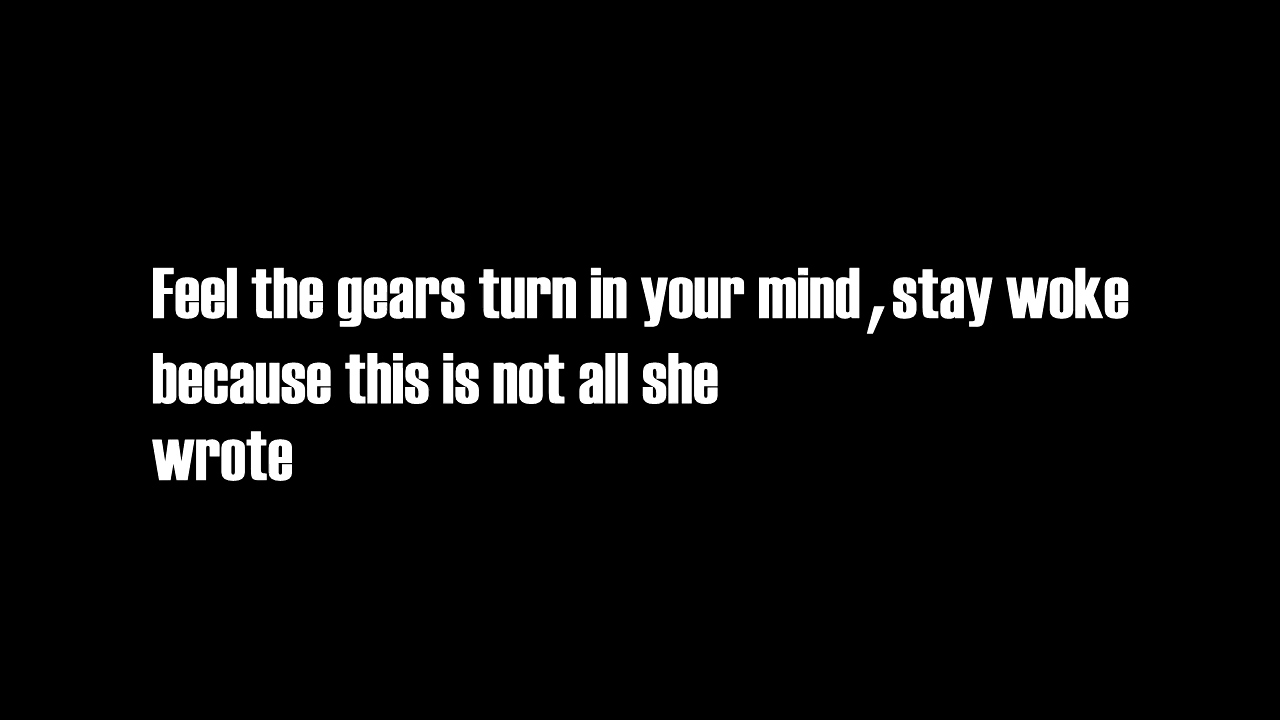 Feel the gears turn in your mind,stay woke
because this is not all she
wrote